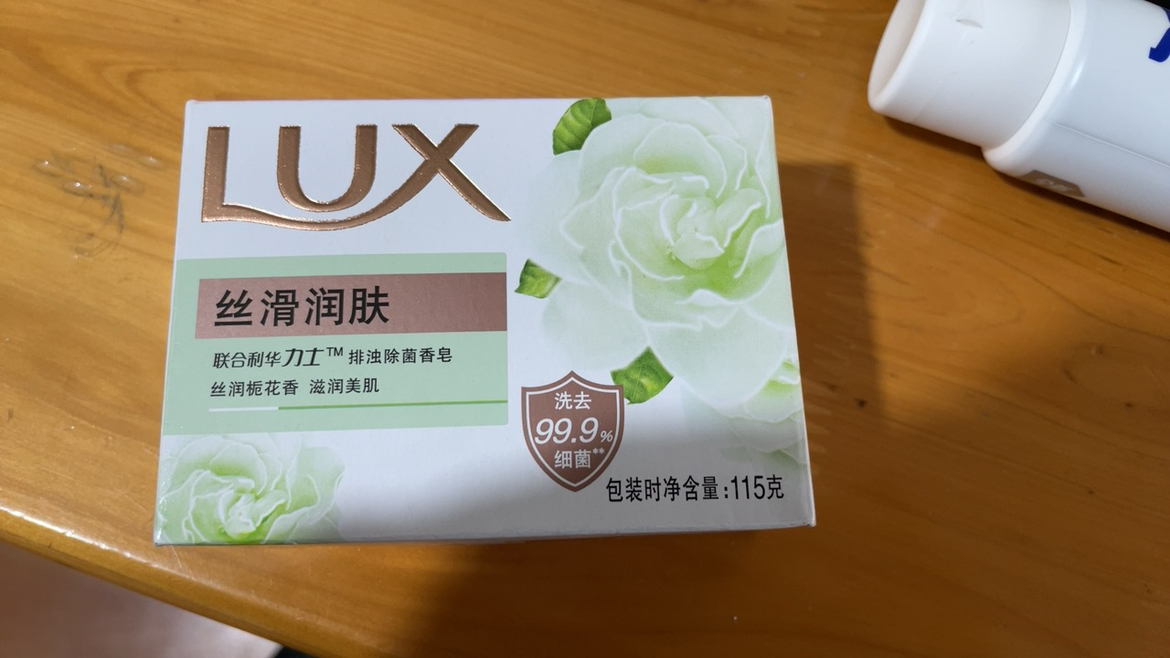 LUX
丝滑润肤
联合利华力士™排浊除菌香皂
丝润栀花香 滋润美肌
洗去
99.9%
细菌**
包装时净含量:115克